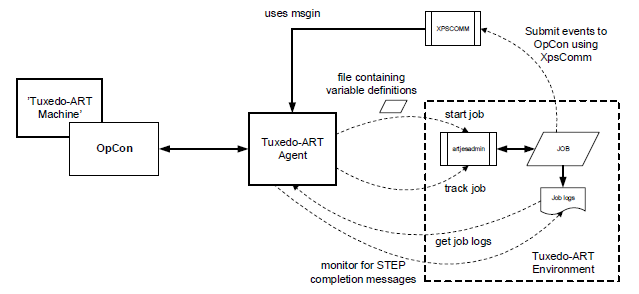 uses msgin
XPSCOMM
Submit events to
OpCon using
XpsComm
file containing
variable definitions
'Tuxedo-ART
Machine'
OpCon
Tuxedo-ART
Agent
start job
artjesadmin
JOB
track job
Job logs
get job logs
monitor for STEP
completion messages
Tuxedo-ART
Environment